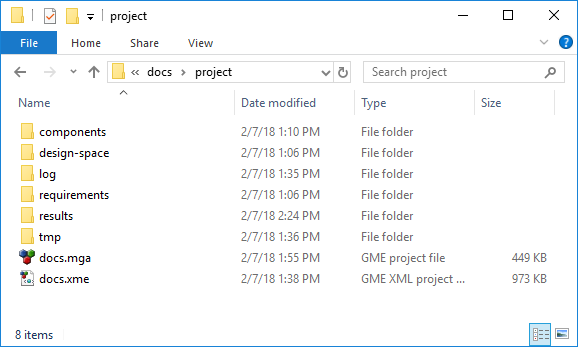 project
File Home Share View
docs project Search project
Name Date modified Type Size
components 2/7/18 1:10 PM File folder
design-space 2/7/18 1:06 PM File folder
log 2/7/18 1:35 PM File folder
requirements 2/7/18 1:06 PM File folder
results 2/7/18 2:24 PM File folder
tmp 2/7/18 1:36 PM File folder
docs.mga 2/7/18 1:55 PM GME project file 449 KB
docs.xme 2/7/18 1:38 PM GME XML project ... 973 KB
8 items